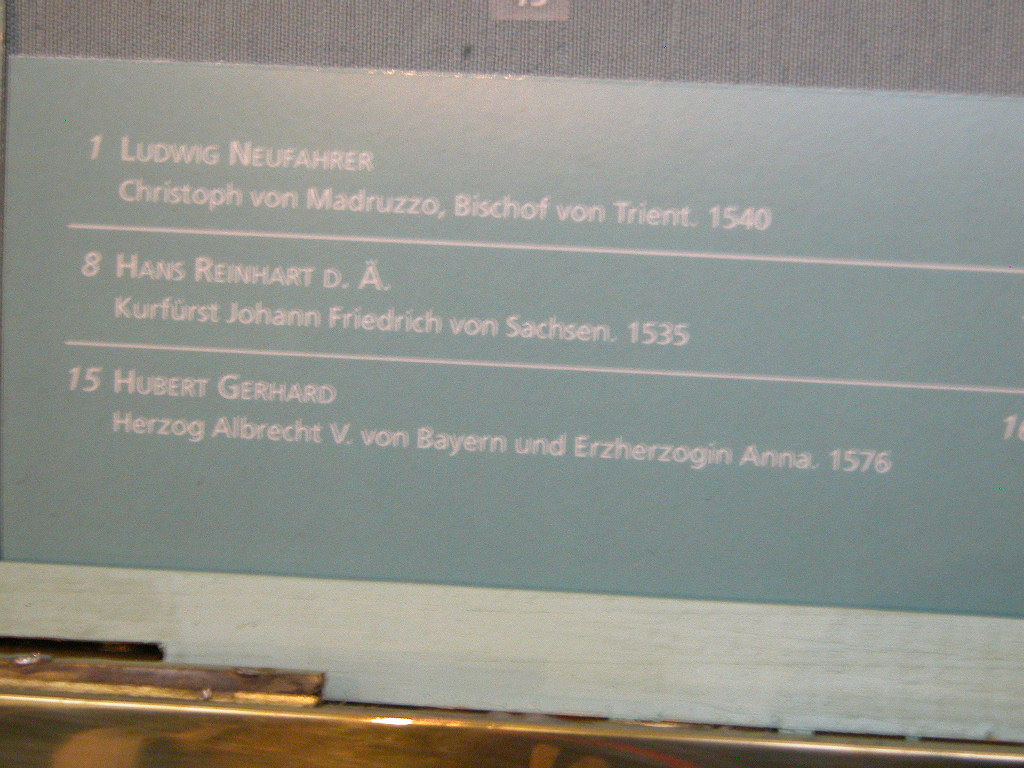 1 LUDWIG NEUFAHRER
Christoph von Madruzzo, Bischof von Trient. 1540
8 HANS REINHART D. Ä.
Kurfürst Johann Friedrich von Sachsen. 1535
15 HUBERT GERHARD
Herzog Albrecht V. von Bayern und Erzherzogin Anna. 1576